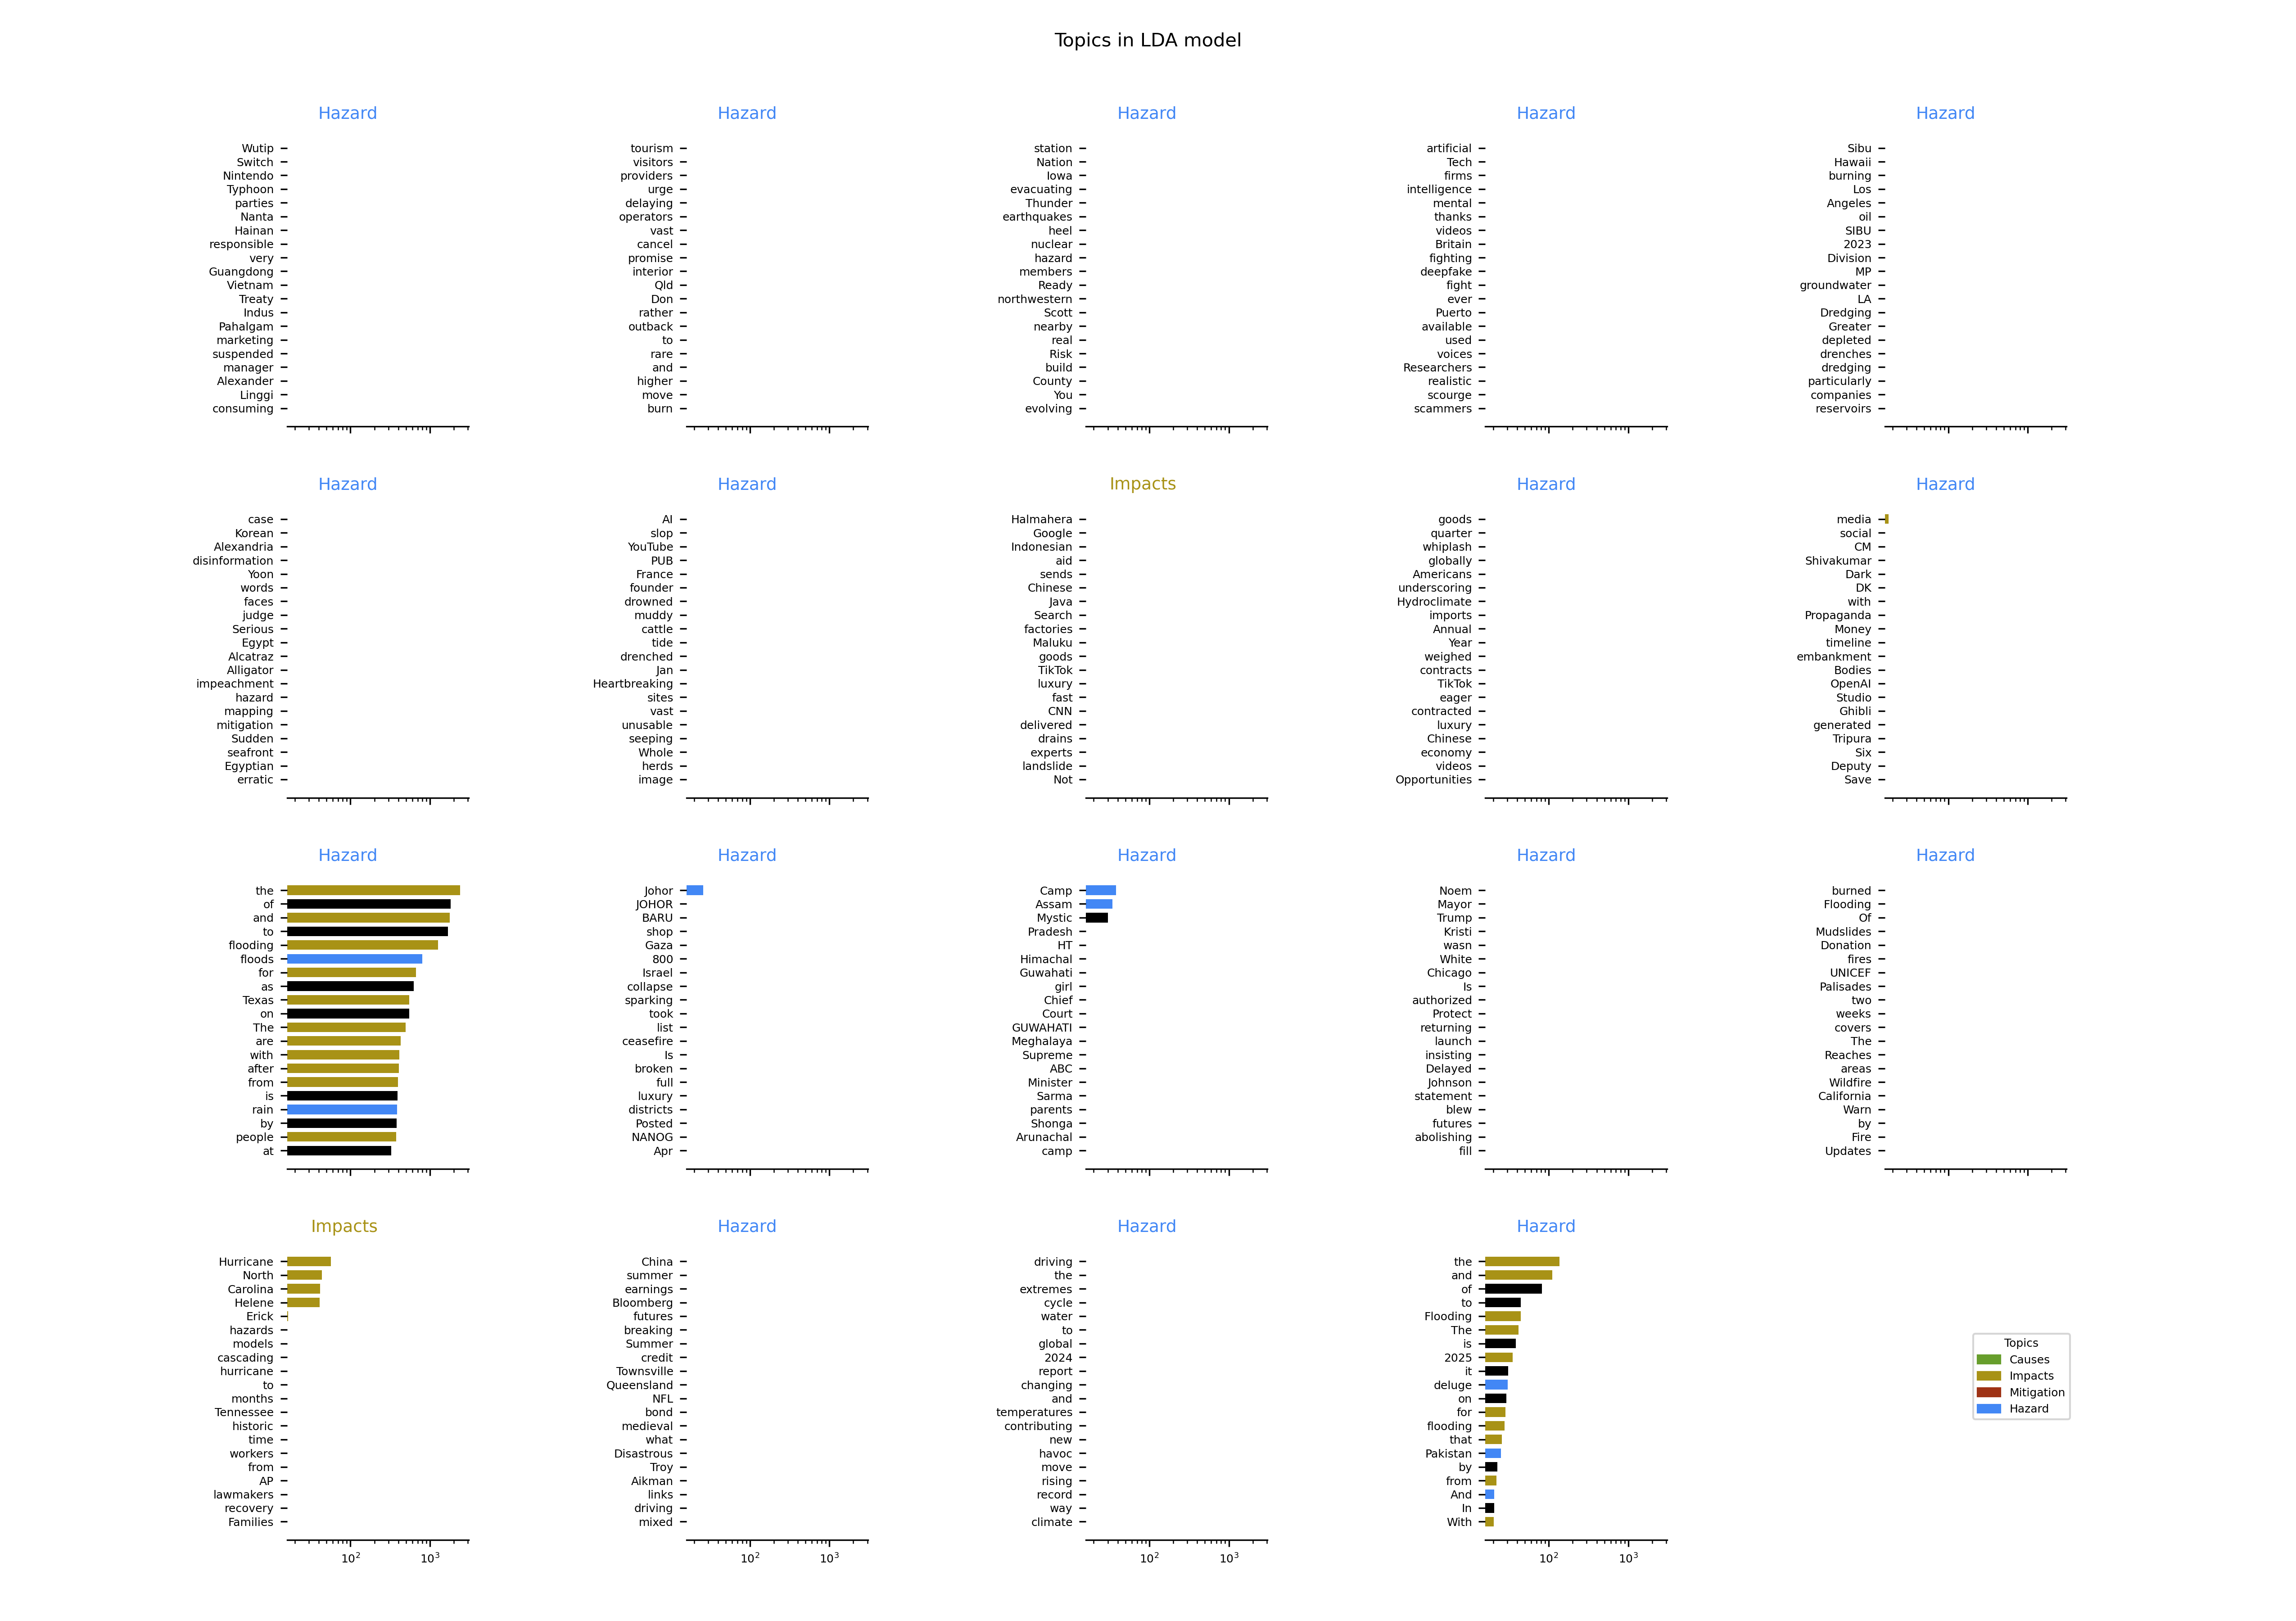 Topics in LDA model
Hazard
Wutip
Switch
Nintendo
Typhoon
parties
Nanta
Hainan
responsible
very
Guangdong
Vietnam
Treaty
Indus
Pahalgam
marketing
suspended
manager
Alexander
Linggi
consuming
Hazard
tourism
visitors
providers
urge
delaying
operators
vast
cancel
promise
interior
Qld
Don
rather
outback
to
rare
and
higher
move
burn
Hazard
station
Nation
Iowa
evacuating
Thunder
earthquakes
heel
nuclear
hazard
members
Ready
northwestern
Scott
nearby
real
Risk
build
County
You
evolving
Hazard
artificial
Tech
firms
intelligence
mental
thanks
videos
Britain
fighting
deepfake
fight
ever
Puerto
available
used
voices
Researchers
realistic
scourge
scammers
Hazard
Sibu
Hawaii
burning
Los
Angeles
oil
SIBU
2023
Division
MP
groundwater
LA
Dredging
Greater
depleted
drenches
dredging
particularly
companies
reservoirs
Hazard
case
Korean
Alexandria
disinformation
Yoon
words
faces
judge
Serious
Egypt
Alcatraz
Alligator
impeachment
hazard
mapping
mitigation
Sudden
seafront
Egyptian
erratic
Hazard
AI
slop
YouTube
PUB
France
founder
drowned
muddy
cattle
tide
drenched
Jan
Heartbreaking
sites
vast
unusable
seeping
Whole
herds
image
Impacts
Halmahera
Google
Indonesian
aid
sends
Chinese
Java
Search
factories
Maluku
goods
TikTok
luxury
fast
CNN
delivered
drains
experts
landslide
Not
Hazard
goods
quarter
whiplash
globally
Americans
underscoring
Hydroclimate
imports
Annual
Year
weighed
contracts
TikTok
eager
contracted
luxury
Chinese
economy
videos
Opportunities
Hazard
media
social
CM
Shivakumar
Dark
DK
with
Propaganda
Money
timeline
embankment
Bodies
OpenAI
Studio
Ghibli
generated
Tripura
Six
Deputy
Save
Hazard
the
of
and
to
flooding
floods
for
as
Texas
on
The
are
with
after
from
is
rain
by
people
at
Hazard
Johor
JOHOR
BARU
shop
Gaza
800
Israel
collapse
sparking
took
list
ceasefire
Is
broken
full
luxury
districts
Posted
NANOG
Apr
Hazard
Camp
Assam
Mystic
Pradesh
HT
Himachal
Guwahati
girl
Chief
Court
GUWAHATI
Meghalaya
Supreme
ABC
Minister
Sarma
parents
Shonga
Arunachal
camp
Hazard
Noem
Mayor
Trump
Kristi
wasn
White
Chicago
Is
authorized
Protect
returning
launch
insisting
Delayed
Johnson
statement
blew
futures
abolishing
fill
Hazard
burned
Flooding
Of
Mudslides
Donation
fires
UNICEF
Palisades
two
weeks
covers
The
Reaches
areas
Wildfire
California
Warn
by
Fire
Updates
Impacts
Hurricane
North
Carolina
Helene
Erick
hazards
models
cascading
hurricane
to
months
Tennessee
historic
time
workers
from
AP
lawmakers
recovery
Families
10² 10³
Hazard
China
summer
earnings
Bloomberg
futures
breaking
Summer
credit
Townsville
Queensland
NFL
bond
medieval
what
Disastrous
Troy
Aikman
links
driving
mixed
10² 10³
Hazard
driving
the
extremes
cycle
water
to
global
2024
report
changing
and
temperatures
contributing
new
havoc
move
rising
record
way
climate
10² 10³
Hazard
the
and
of
to
Flooding
The
is
2025
it
deluge
on
for
flooding
that
Pakistan
by
from
And
In
With
10² 10³
Topics
Causes
Impacts
Mitigation
Hazard